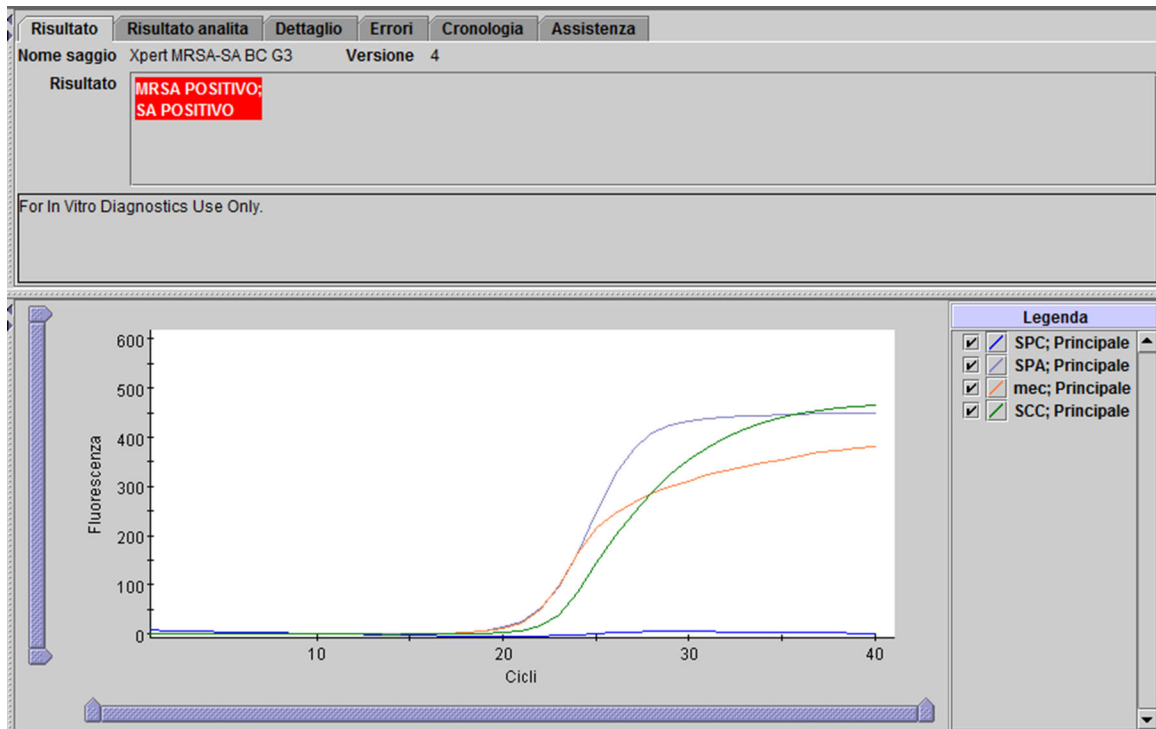 Risultato Risultato analita Dettaglio Errori Cronologia Assistenza
Nome saggio Xpert MRSA-SA BC G3 Versione 4
Risultato MRSA POSITIVO;
SA POSITIVO
For In Vitro Diagnostics Use Only.
Legenda
SPC; Principale
SPA; Principale
mec; Principale
SCC; Principale
600
500
400
300
200
100
0
Fluorescenza
10 20 30 40
Cicli